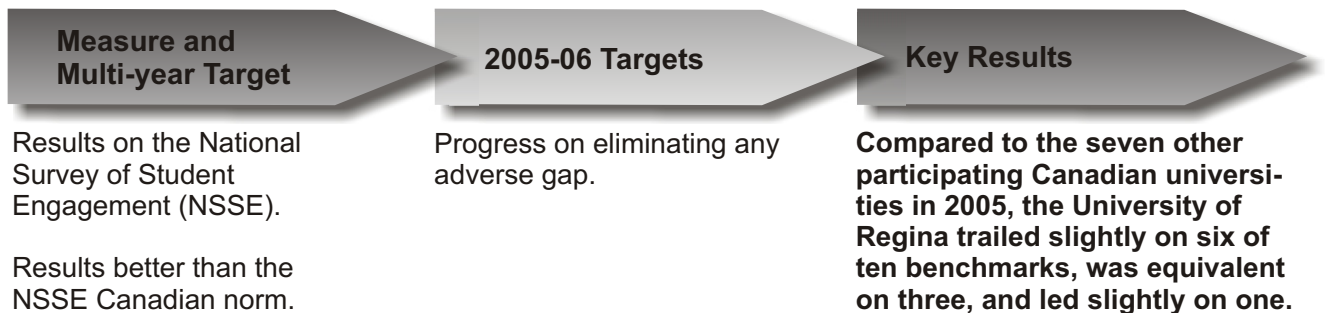 Measure and
Multi-year Target
2005-06 Targets
Key Results
Results on the National
Survey of Student
Engagement (NSSE).
Results better than the
NSSE Canadian norm.
Progress on eliminating any
adverse gap.
Compared to the seven other
participating Canadian universi-
ties in 2005, the University of
Regina trailed slightly on six of
ten benchmarks, was equivalent
on three, and led slightly on one.